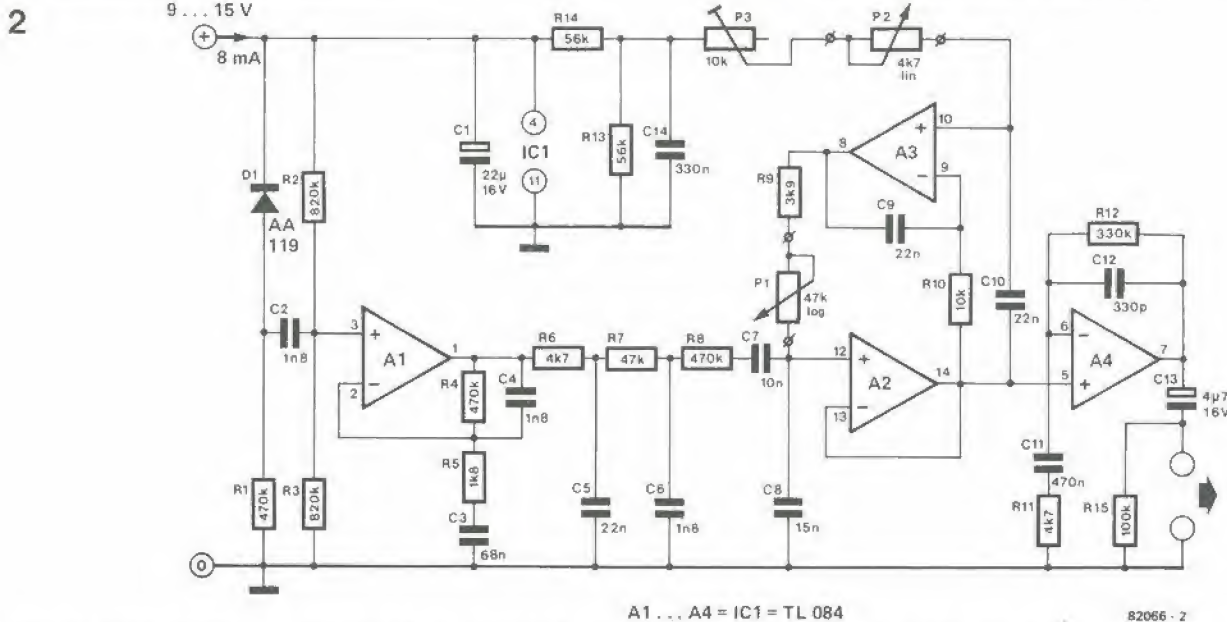 2
9 ... 15 V
+
8 mA
R14
56k
P3
10k
P2
4k7
lin
D1
AA
119
R2
820k
C1
22µ
16V
4
IC1
11
R13
56k
C14
330n
R9
3k9
8
A3
+
10
−
9
C9
22n
R12
330k
C12
330p
C2
1n8
3
+
A1
−
2
1
R4
470k
C4
1n8
R6
4k7
R7
47k
R8
470k
C7
10n
P1
47k
log
R10
10k
C10
22n
12
+
A2
13
−
14
6
−
A4
5
+
7
C13
4µ7
16V
R1
470k
R3
820k
R5
1k8
C3
68n
C5
22n
C6
1n8
C8
15n
C11
470n
R11
4k7
R15
100k
0
A1 ... A4 = IC1 = TL 084
82066 - 2